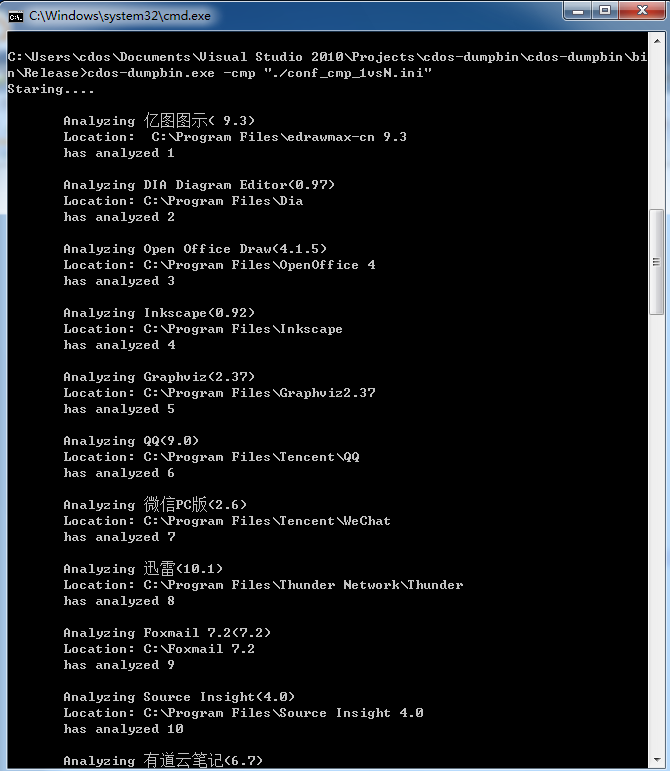 C:\Windows\system32\cmd.exe
C:\Users\cdos\Documents\Visual Studio 2010\Projects\cdos-dumpbin\cdos-dumpbin\bi
n\Release>cdos-dumpbin.exe -cmp "./conf_cmp_1vsN.ini"
Staring....
Analyzing 亿图图示( 9.3)
Location:  C:\Program Files\edrawmax-cn 9.3
has analyzed 1
Analyzing DIA Diagram Editor(0.97)
Location: C:\Program Files\Dia
has analyzed 2
Analyzing Open Office Draw(4.1.5)
Location: C:\Program Files\OpenOffice 4
has analyzed 3
Analyzing Inkscape(0.92)
Location: C:\Program Files\Inkscape
has analyzed 4
Analyzing Graphviz(2.37)
Location: C:\Program Files\Graphviz2.37
has analyzed 5
Analyzing QQ(9.0)
Location: C:\Program Files\Tencent\QQ
has analyzed 6
Analyzing 微信PC版(2.6)
Location: C:\Program Files\Tencent\WeChat
has analyzed 7
Analyzing 迅雷(10.1)
Location: C:\Program Files\Thunder Network\Thunder
has analyzed 8
Analyzing Foxmail 7.2(7.2)
Location: C:\Foxmail 7.2
has analyzed 9
Analyzing Source Insight(4.0)
Location: C:\Program Files\Source Insight 4.0
has analyzed 10
Analyzing 有道云笔记(6.7)